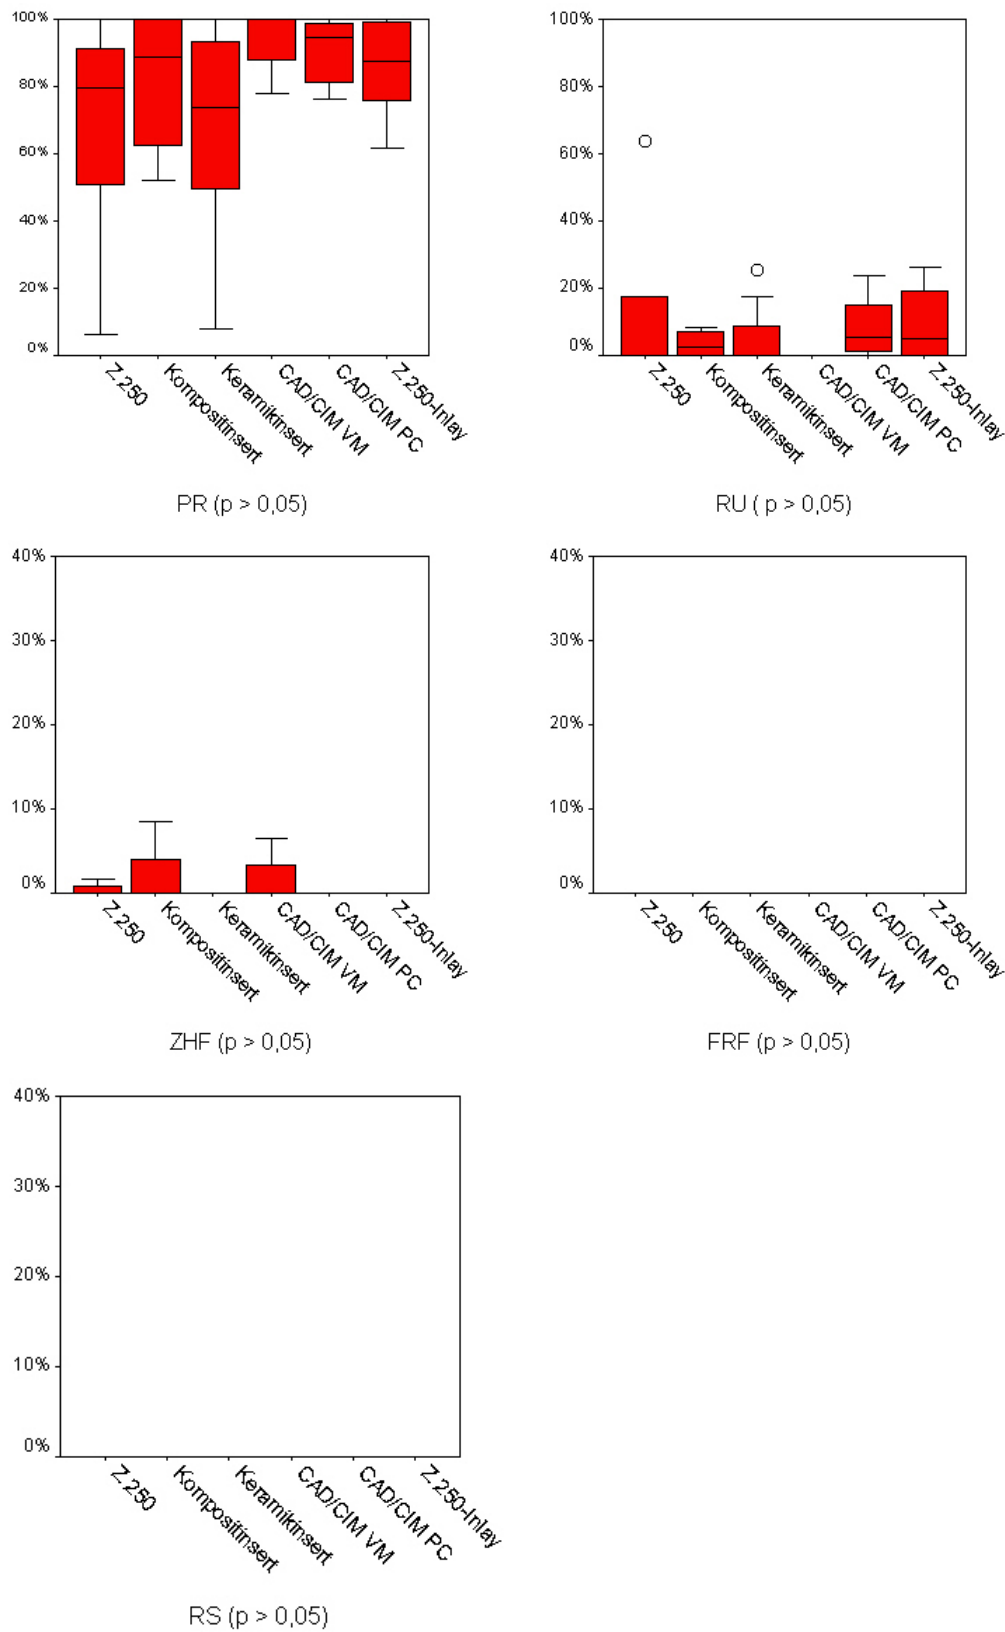 100%
80%
60%
40%
20%
0%
Z 250
Kompositinsert
Keramikinsert
CAD/CIM VM
CAD/CIM PC
Z 250-Inlay
PR (p > 0,05)
100%
80%
60%
40%
20%
0%
Z 250
Kompositinsert
Keramikinsert
CAD/CIM VM
CAD/CIM PC
Z 250-Inlay
RU ( p > 0,05)
40%
30%
20%
10%
0%
Z 250
Kompositinsert
Keramikinsert
CAD/CIM VM
CAD/CIM PC
Z 250-Inlay
ZHF (p > 0,05)
40%
30%
20%
10%
0%
Z 250
Kompositinsert
Keramikinsert
CAD/CIM VM
CAD/CIM PC
Z 250-Inlay
FRF (p > 0,05)
40%
30%
20%
10%
0%
Z 250
Kompositinsert
Keramikinsert
CAD/CIM VM
CAD/CIM PC
Z 250-Inlay
RS (p > 0,05)